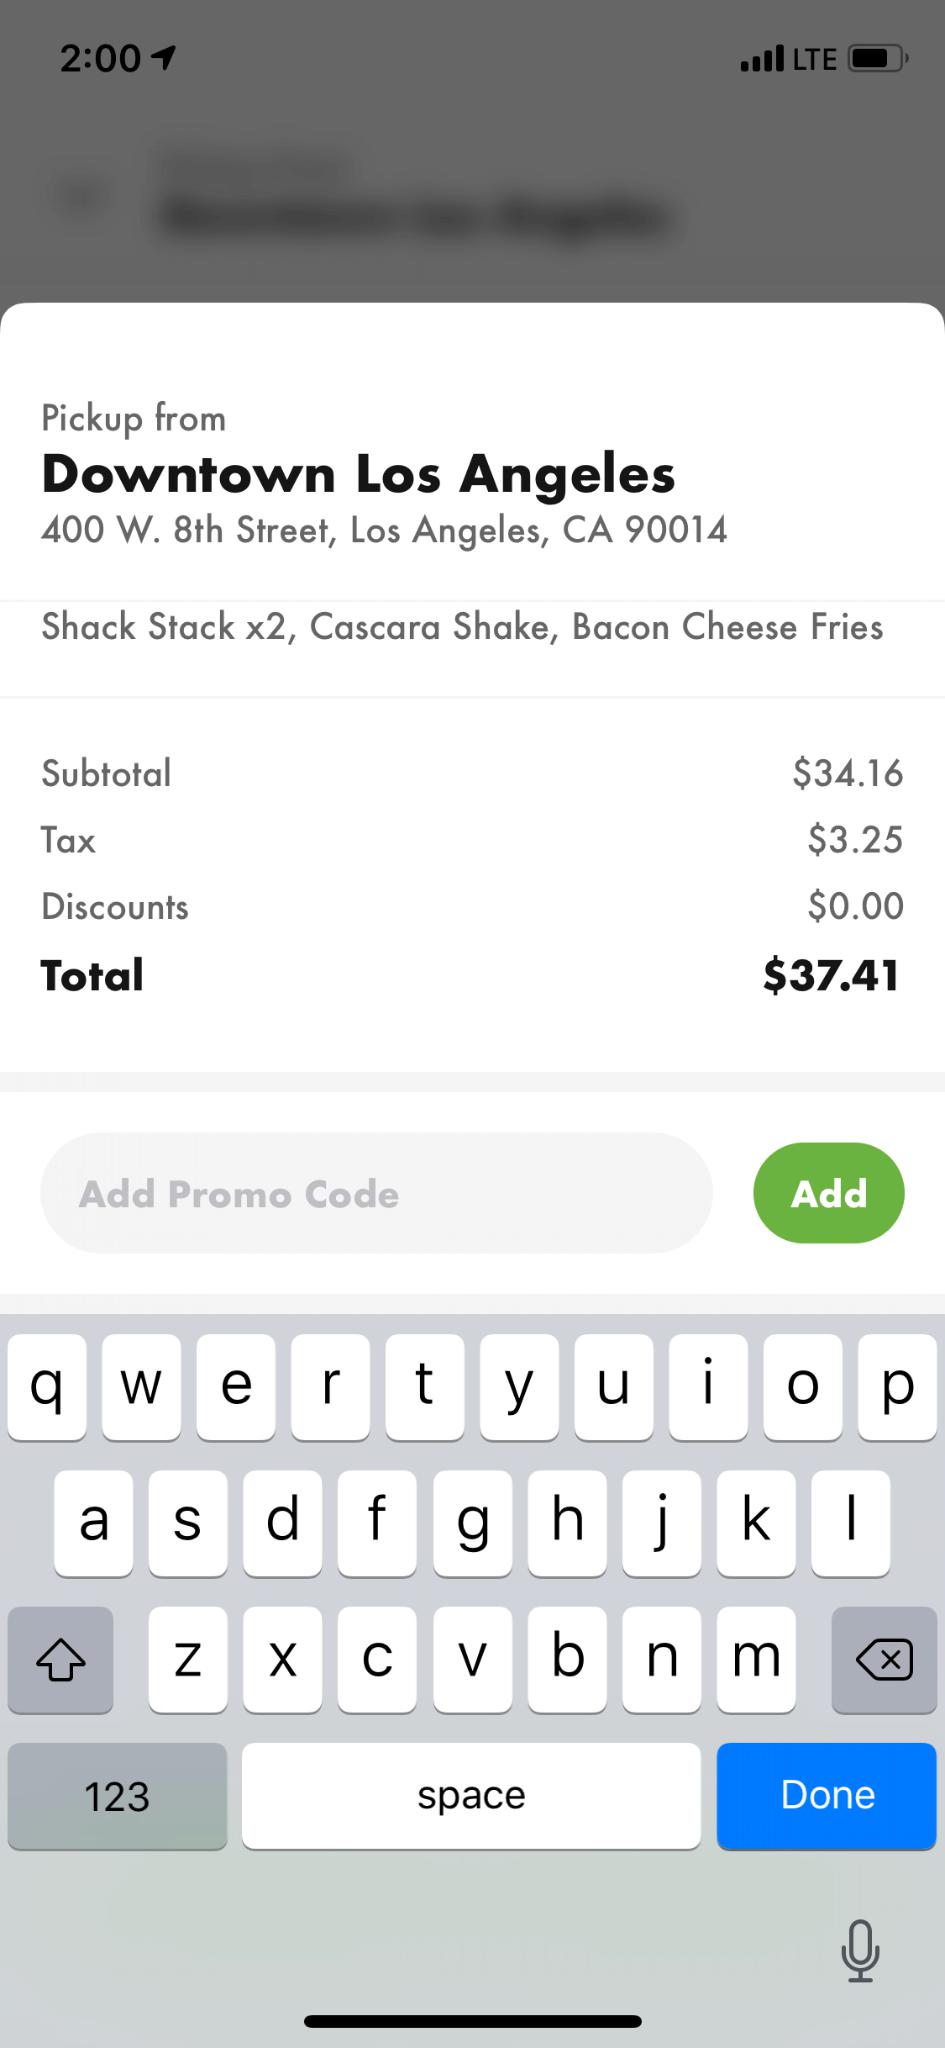 2:00 LTE
Pickup from
Downtown Los Angeles
400 W. 8th Street, Los Angeles, CA 90014
Shack Stack x2, Cascara Shake, Bacon Cheese Fries
Subtotal $34.16
Tax $3.25
Discounts $0.00
Total $37.41
Add Promo Code Add
q w e r t y u i o p
a s d f g h j k l
z x c v b n m
123 space Done